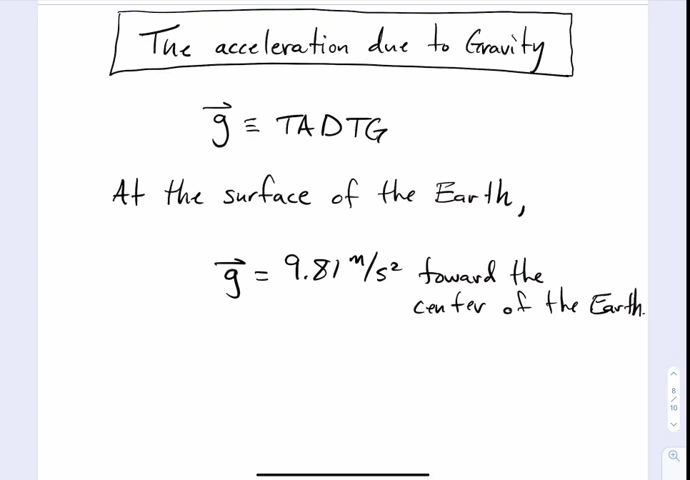 The acceleration due to Gravity
g⃗ ≡ TADTG
At the surface of the Earth,
g⃗ = 9.81 m/s² toward the
center of the Earth.
8
/
10